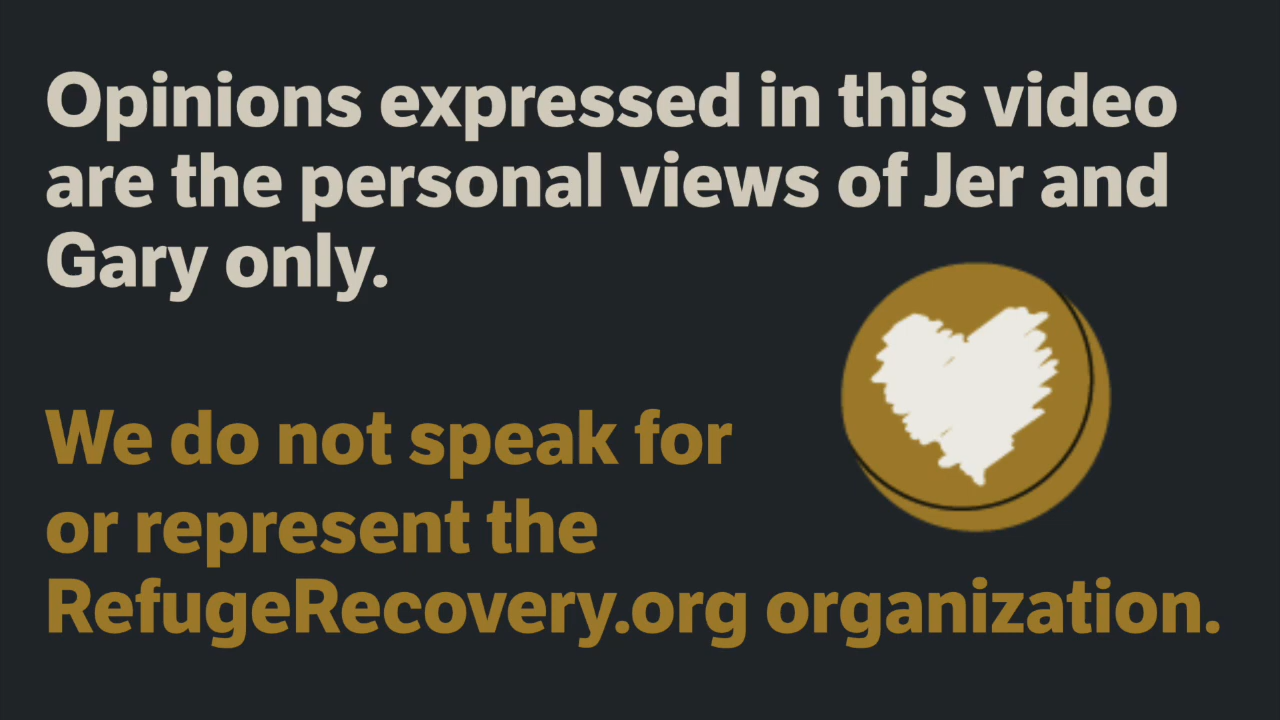 Opinions expressed in this video
are the personal views of Jer and
Gary only.
We do not speak for
or represent the
RefugeRecovery.org organization.